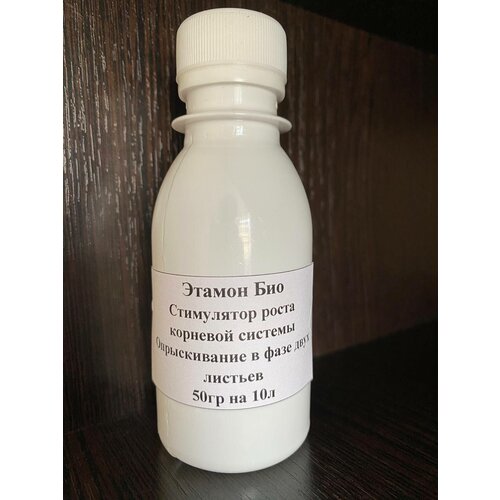 Этамон Био
Стимулятор роста
корневой системы
Опрыскивание в фазе двух
листьев
50гр на 10л